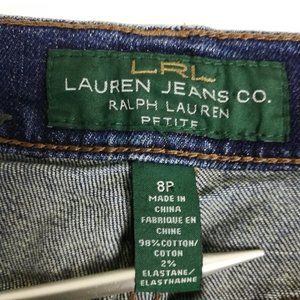 LRL
LAUREN JEANS CO.
RALPH LAUREN
PETITE
8P
MADE IN
CHINA
FABRIQUE EN
CHINE
98% COTTON/
COTON
2%
ELASTANE/ELASTHANNE